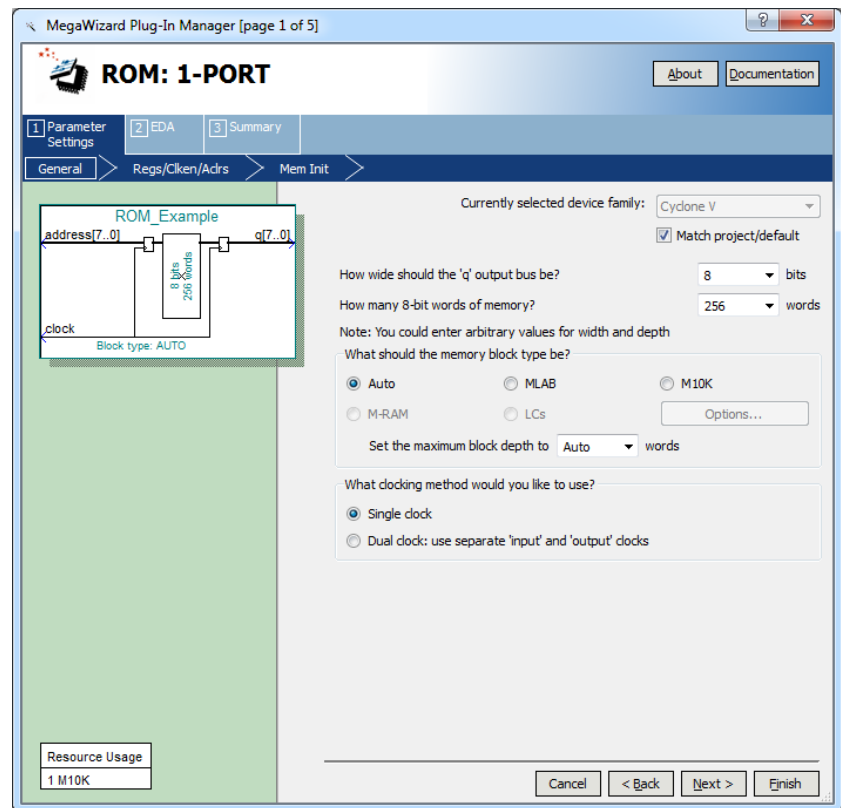 MegaWizard Plug-In Manager [page 1 of 5]
?
ROM: 1-PORT
About
Documentation
1 Parameter Settings
2 EDA
3 Summary
General
Regs/Clken/Aclrs
Mem Init
ROM_Example
address[7..0]
q[7..0]
8 bits
256 words
clock
Block type: AUTO
Currently selected device family:
Cyclone V
Match project/default
How wide should the 'q' output bus be?
8
bits
How many 8-bit words of memory?
256
words
Note: You could enter arbitrary values for width and depth
What should the memory block type be?
Auto
MLAB
M10K
M-RAM
LCs
Options...
Set the maximum block depth to
Auto
words
What clocking method would you like to use?
Single clock
Dual clock: use separate 'input' and 'output' clocks
Resource Usage
1 M10K
Cancel
< Back
Next >
Finish